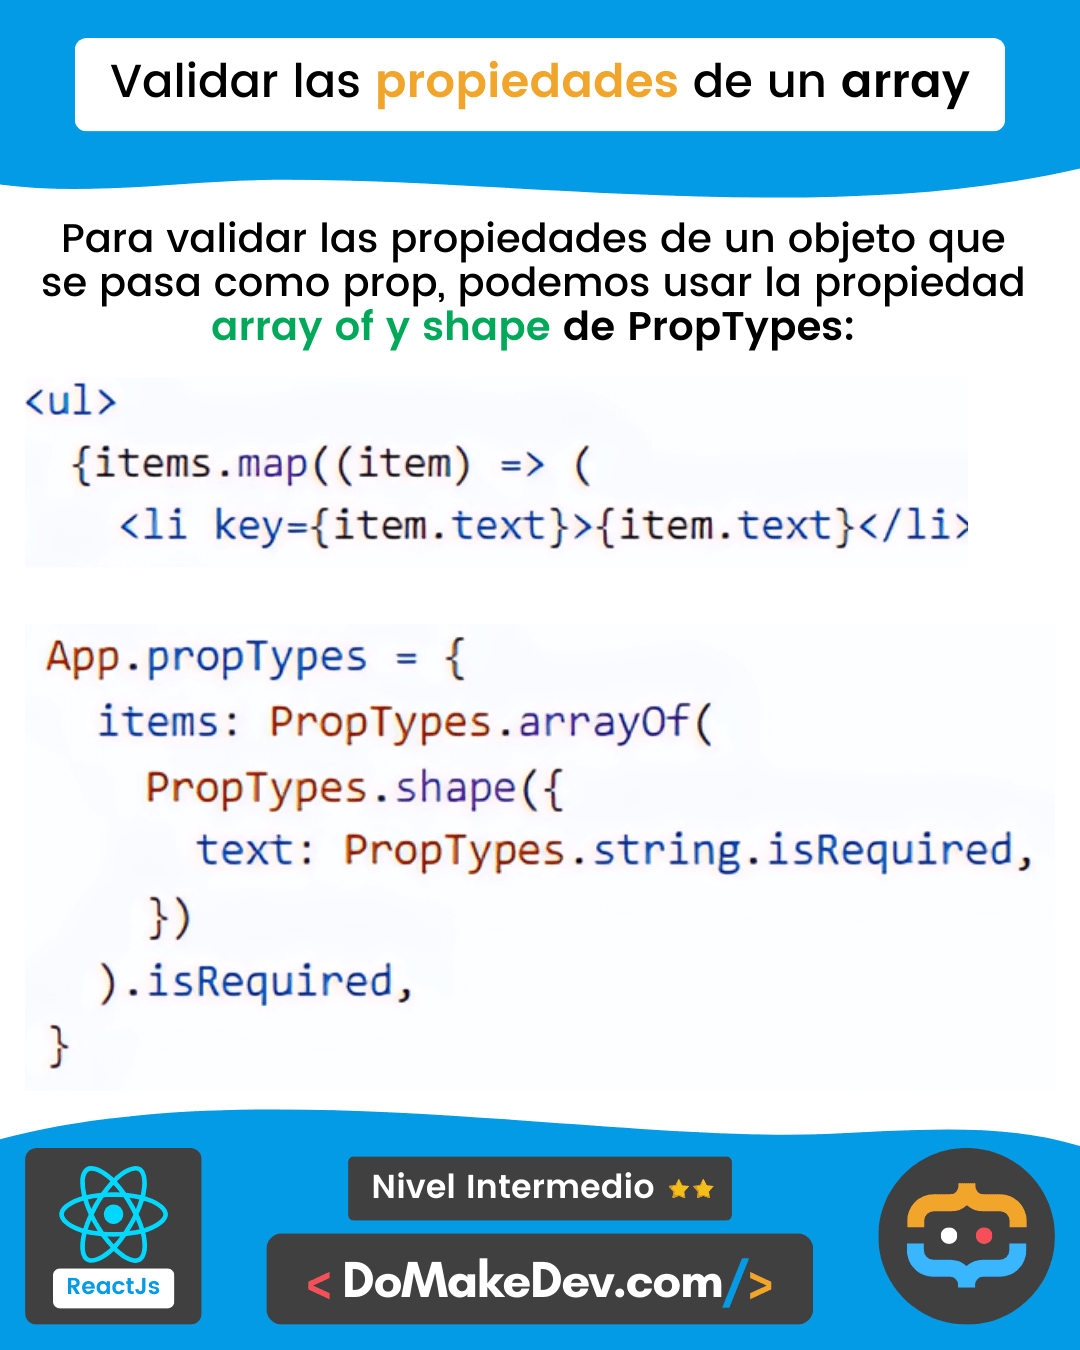 Validar las propiedades de un array
Para validar las propiedades de un objeto que
se pasa como prop, podemos usar la propiedad
array of y shape de PropTypes:
<ul>
{items.map((item) => (
<li key={item.text}>{item.text}</li>
App.propTypes = {
items: PropTypes.arrayOf(
PropTypes.shape({
text: PropTypes.string.isRequired,
})
).isRequired,
}
Nivel Intermedio
ReactJs
< DoMakeDev.com/>